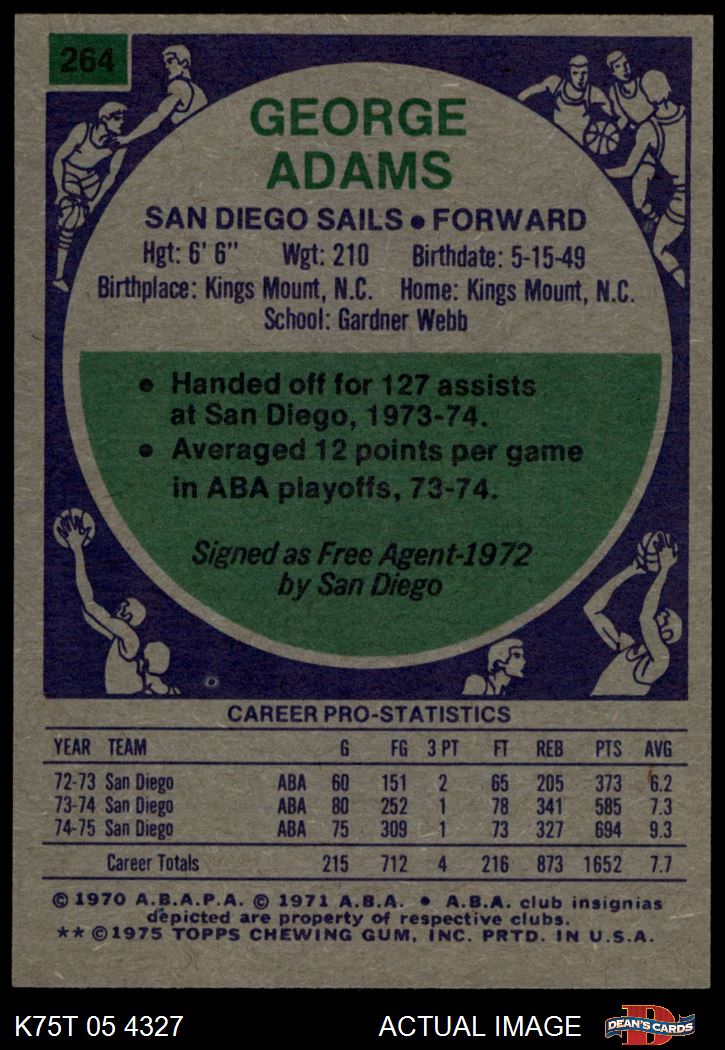 264
GEORGE
ADAMS
SAN DIEGO SAILS • FORWARD
Hgt: 6' 6" Wgt: 210 Birthdate: 5-15-49
Birthplace: Kings Mount, N.C. Home: Kings Mount, N.C.
School: Gardner Webb
• Handed off for 127 assists
at San Diego, 1973-74.
• Averaged 12 points per game
in ABA playoffs, 73-74.
Signed as Free Agent-1972
by San Diego
CAREER PRO-STATISTICS
YEAR TEAM G FG 3 PT FT REB PTS AVG
72-73 San Diego ABA 60 151 2 65 205 373 6.2
73-74 San Diego ABA 80 252 1 78 341 585 7.3
74-75 San Diego ABA 75 309 1 73 327 694 9.3
Career Totals 215 712 4 216 873 1652 7.7
© 1970 A.B.A.P.A. © 1971 A.B.A. • A.B.A. club insignias
depicted are property of respective clubs.
** © 1975 TOPPS CHEWING GUM, INC. PRTD. IN U.S.A.
K75T 05 4327 ACTUAL IMAGE D DEAN'S CARDS